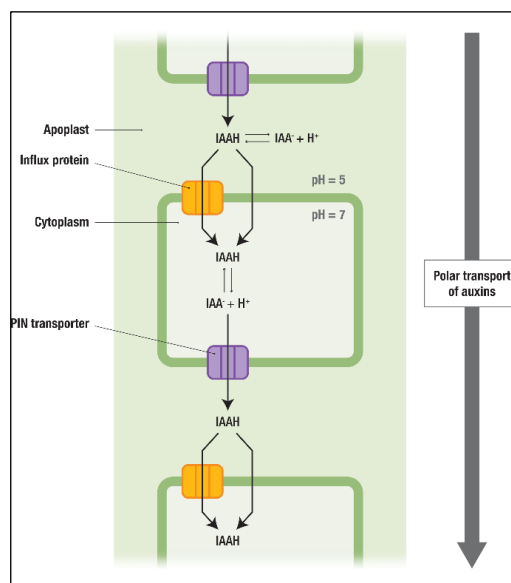 Apoplast
IAAH IAA⁻ + H⁺
Influx protein
pH = 5
Cytoplasm
pH = 7
IAAH
Polar transport
of auxins
IAA⁻ + H⁺
PIN transporter
IAAH
IAAH